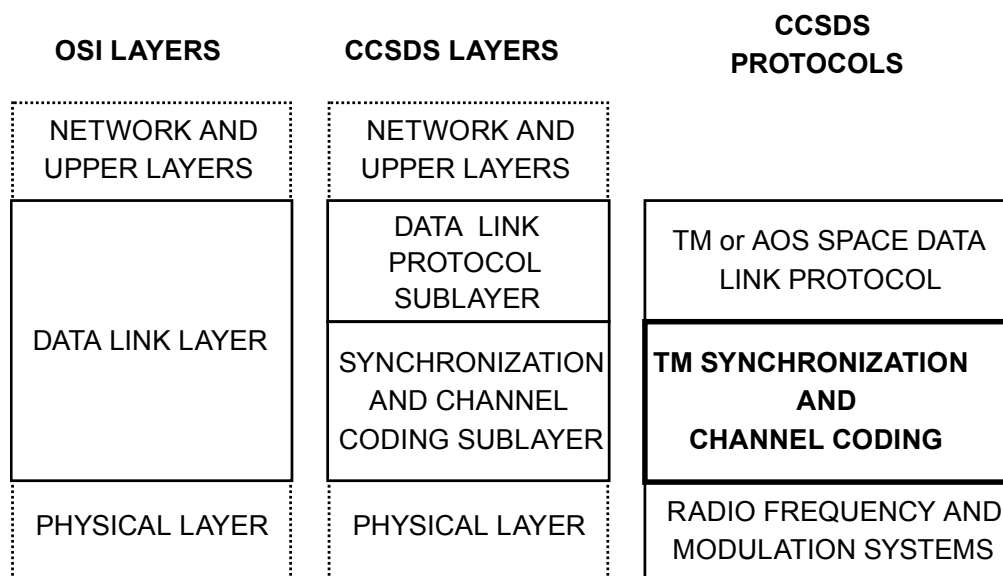 OSI LAYERS
CCSDS LAYERS
CCSDS
PROTOCOLS
NETWORK AND
UPPER LAYERS
NETWORK AND
UPPER LAYERS
DATA LINK LAYER
DATA LINK
PROTOCOL
SUBLAYER
TM or AOS SPACE DATA
LINK PROTOCOL
SYNCHRONIZATION
AND CHANNEL
CODING SUBLAYER
TM SYNCHRONIZATION
AND
CHANNEL CODING
PHYSICAL LAYER
PHYSICAL LAYER
RADIO FREQUENCY AND
MODULATION SYSTEMS